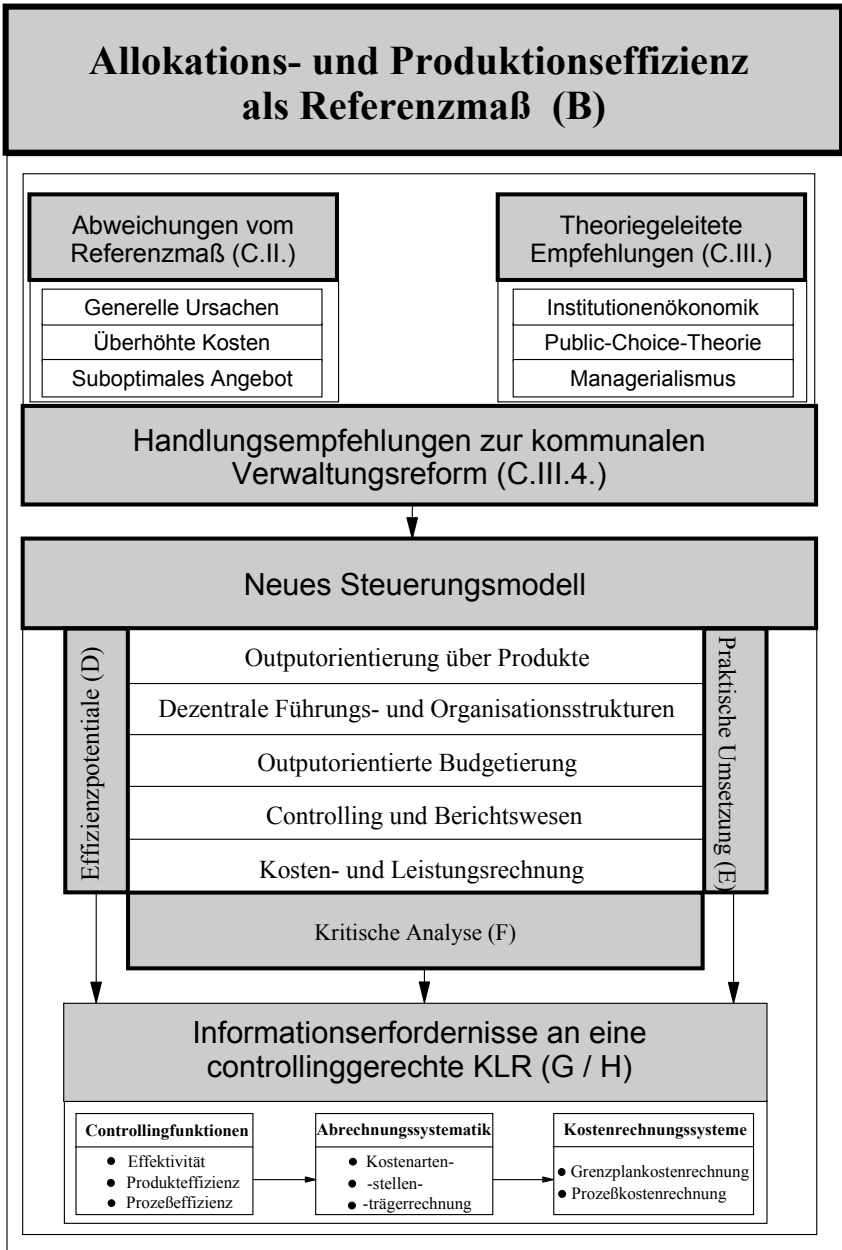 Allokations- und Produktionseffizienz
als Referenzmaß (B)
Abweichungen vom
Referenzmaß (C.II.)
Generelle Ursachen
Überhöhte Kosten
Suboptimales Angebot
Theoriegeleitete
Empfehlungen (C.III.)
Institutionenökonomik
Public-Choice-Theorie
Managerialismus
Handlungsempfehlungen zur kommunalen
Verwaltungsreform (C.III.4.)
Neues Steuerungsmodell
Effizienzpotentiale (D)
Outputorientierung über Produkte
Dezentrale Führungs- und Organisationsstrukturen
Outputorientierte Budgetierung
Controlling und Berichtswesen
Kosten- und Leistungsrechnung
Praktische Umsetzung (E)
Kritische Analyse (F)
Informationserfordernisse an eine
controllinggerechte KLR (G / H)
Controllingfunktionen
● Effektivität
● Produkteffizienz
● Prozeßeffizienz
Abrechnungssystematik
● Kostenarten-
● -stellen-
● -trägerrechnung
Kostenrechnungssysteme
● Grenzplankostenrechnung
● Prozeßkostenrechnung